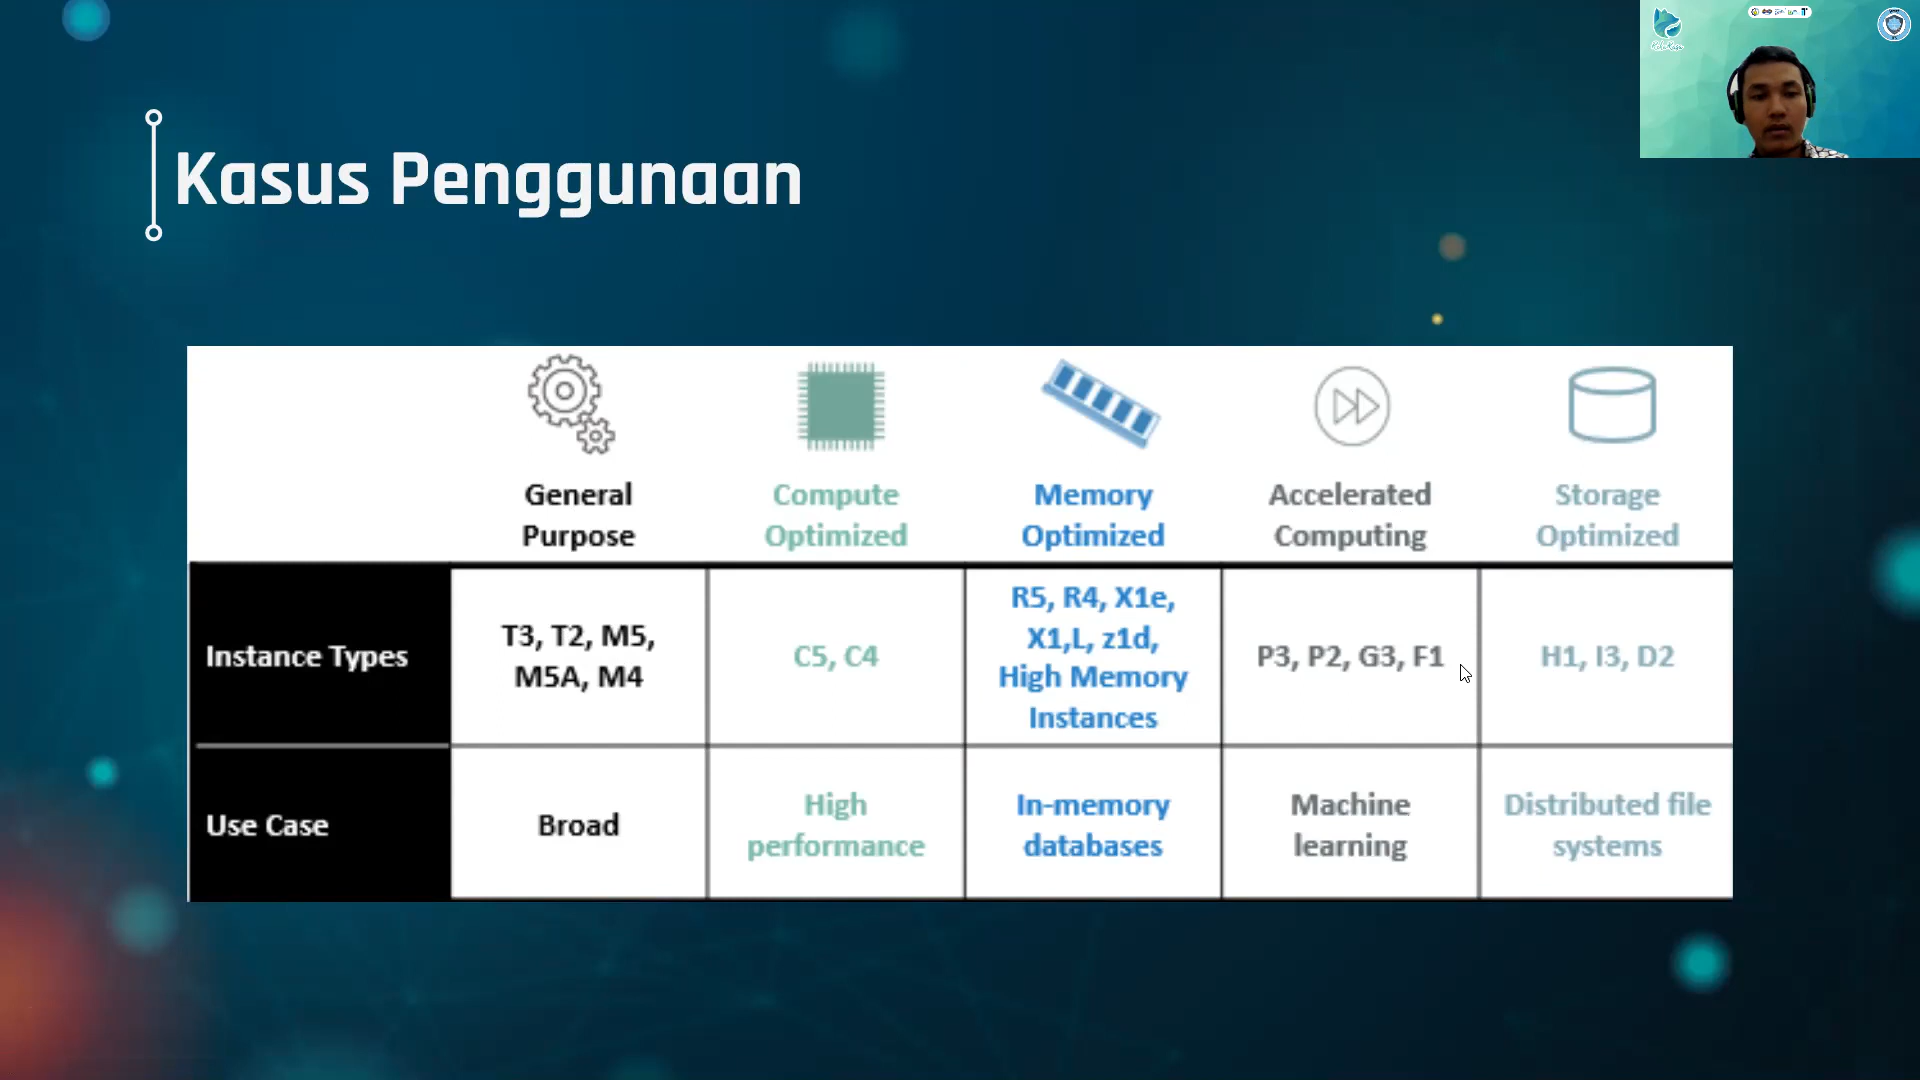 Kasus Penggunaan
General
Purpose
Compute
Optimized
Memory
Optimized
Accelerated
Computing
Storage
Optimized
Instance Types
T3, T2, M5,
M5A, M4
C5, C4
R5, R4, X1e,
X1,L, z1d,
High Memory
Instances
P3, P2, G3, F1
H1, I3, D2
Use Case
Broad
High
performance
In-memory
databases
Machine
learning
Distributed file
systems